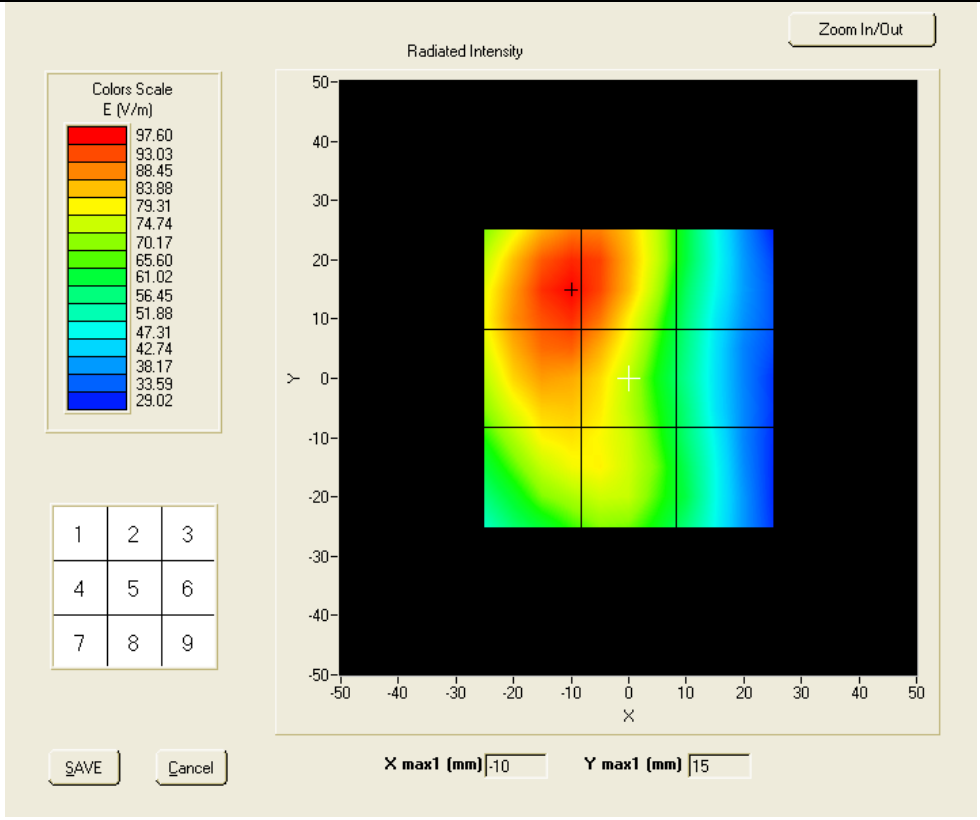 Zoom In/Out
Radiated Intensity
Colors Scale
E (V/m)
97.60
93.03
88.45
83.88
79.31
74.74
70.17
65.60
61.02
56.45
51.88
47.31
42.74
38.17
33.59
29.02
50
40
30
20
10
0
-10
-20
-30
-40
-50
Y
-50 -40 -30 -20 -10 0 10 20 30 40 50
X
1 2 3
4 5 6
7 8 9
SAVE Cancel
X max1 (mm) -10 Y max1 (mm) 15